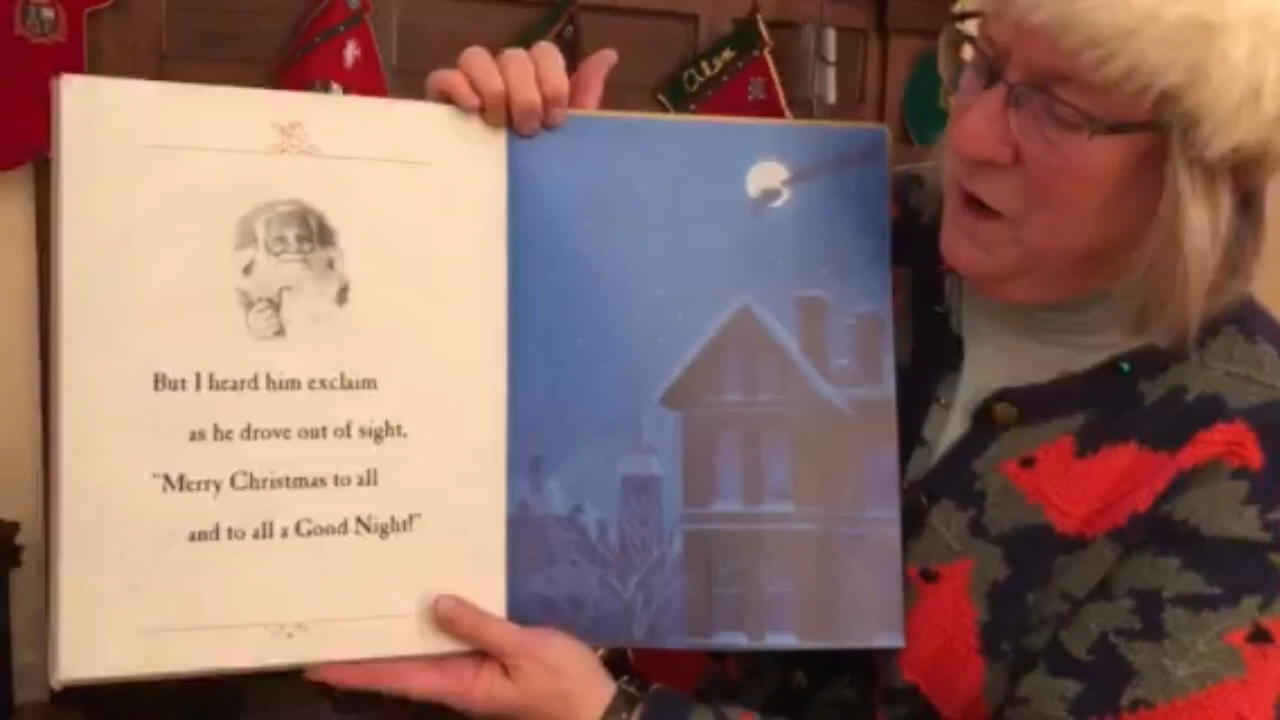 Alex
But I heard him exclaim
as he drove out of sight,
"Merry Christmas to all
and to all a Good Night!"